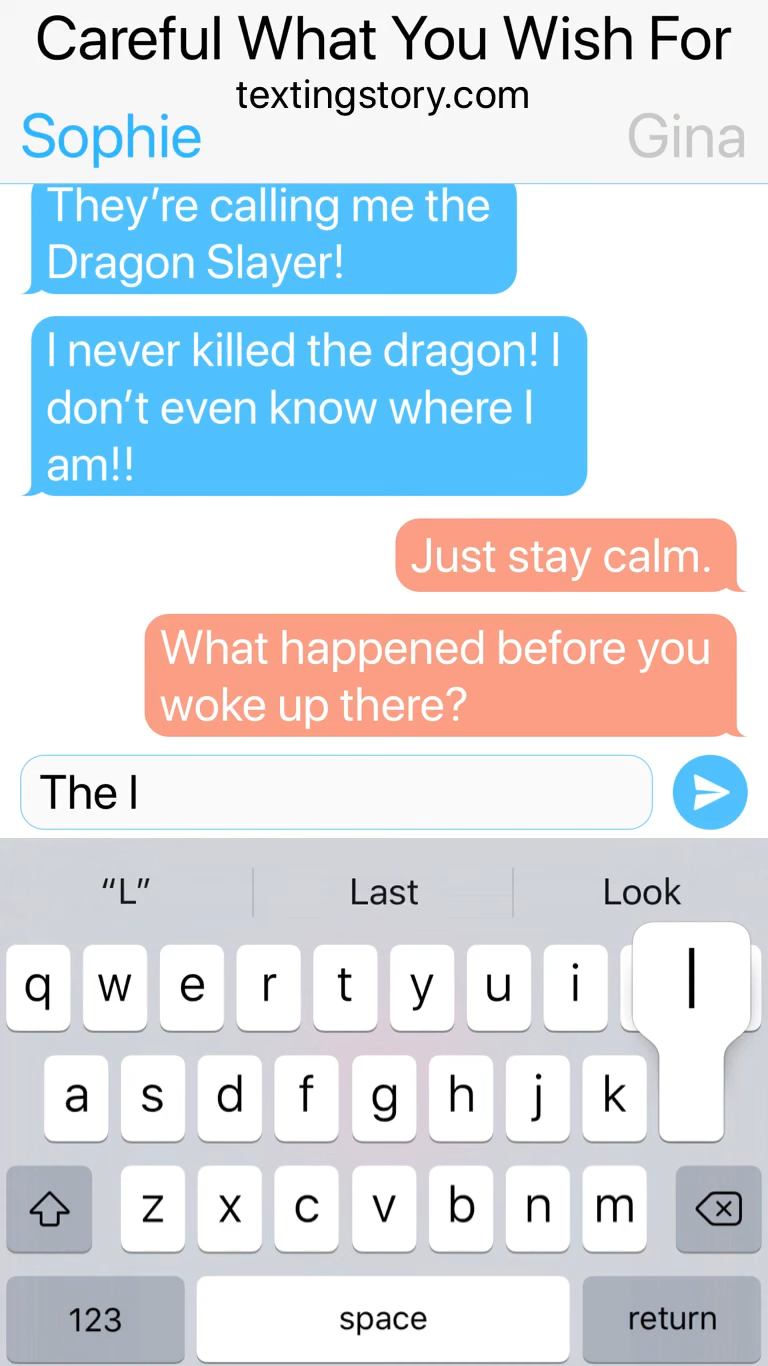 Careful What You Wish For
textingstory.com
Sophie Gina
They’re calling me the
Dragon Slayer!
I never killed the dragon! I
don’t even know where I
am!!
Just stay calm.
What happened before you
woke up there?
The l
“L” Last Look
q w e r t y u i l
a s d f g h j k
z x c v b n m
123 space return